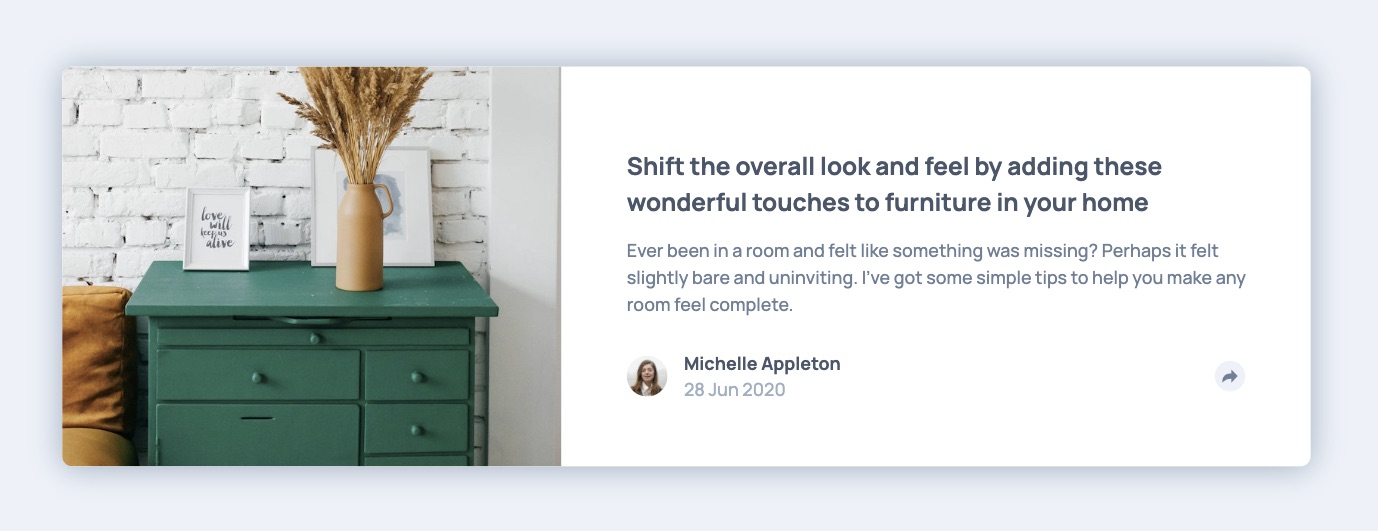 love
will
keep us
alive
Shift the overall look and feel by adding these
wonderful touches to furniture in your home
Ever been in a room and felt like something was missing? Perhaps it felt
slightly bare and uninviting. I've got some simple tips to help you make any
room feel complete.
Michelle Appleton
28 Jun 2020